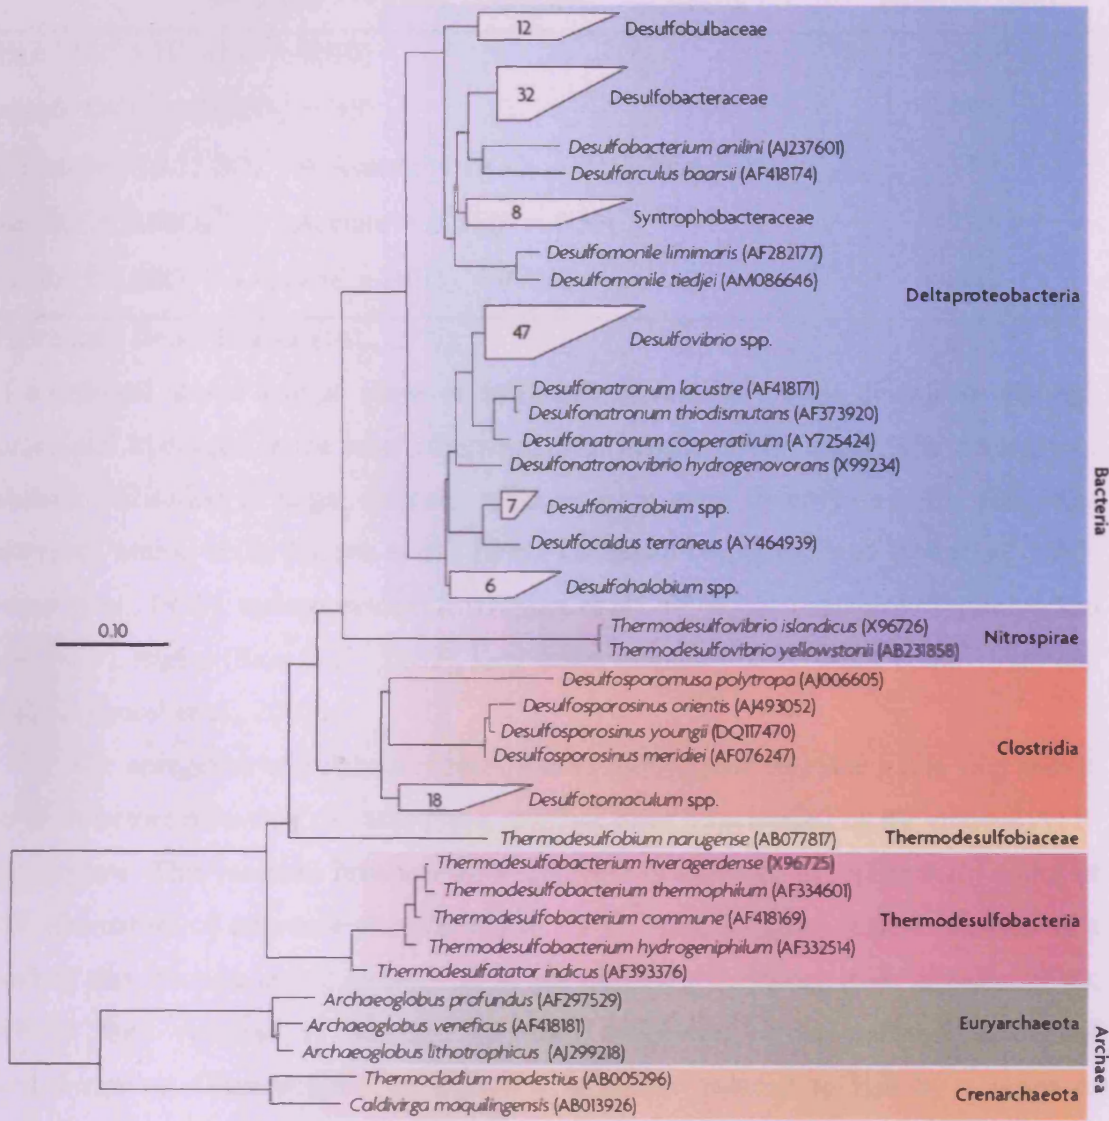 12 Desulfobulbaceae
32 Desulfobacteraceae
Desulfobacterium anilini (AJ237601)
Desulfarculus baarsii (AF418174)
8 Syntrophobacteraceae
Desulfomonile limimaris (AF282177)
Desulfomonile tiedjei (AM086646)
Deltaproteobacteria
47 Desulfovibrio spp.
Desulfonatronum lacustre (AF418171)
Desulfonatronum thiodismutans (AF373920)
Desulfonatronum cooperativum (AY725424)
Desulfonatronovibrio hydrogenovorans (X99234)
7 Desulfomicrobium spp.
Desulfocaldus terraneus (AY464939)
6 Desulfohalobium spp.
Bacteria
0.10
Thermodesulfovibrio islandicus (X96726)
Nitrospirae
Thermodesulfovibrio yellowstonii (AB231858)
Desulfosporomusa polytropa (AJ006605)
Desulfosporosinus orientis (AJ493052)
Desulfosporosinus youngii (DQ117470)
Clostridia
Desulfosporosinus meridiei (AF076247)
18 Desulfotomaculum spp.
Thermodesulfobium narugense (AB077817) Thermodesulfobiaceae
Thermodesulfobacterium hveragerdense (X96725)
Thermodesulfobacterium thermophilum (AF334601)
Thermodesulfobacterium commune (AF418169) Thermodesulfobacteria
Thermodesulfobacterium hydrogeniphilum (AF332514)
Thermodesulfatator indicus (AF393376)
Archaeoglobus profundus (AF297529)
Archaeoglobus veneficus (AF418181) Euryarchaeota
Archaeoglobus lithotrophicus (AJ299218)
Archaea
Thermocladium modestius (AB005296)
Crenarchaeota
Caldivirga maquilingensis (AB013926)